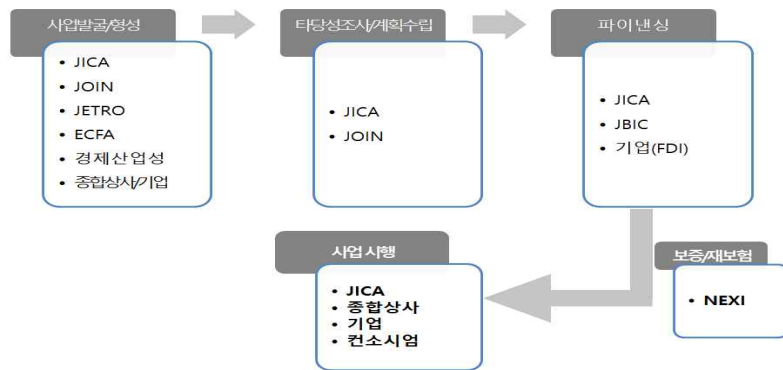 사업발굴/형성
• JICA
• JOIN
• JETRO
• ECFA
• 경제산업성
• 종합상사/기업
타당성조사/계획수립
• JICA
• JOIN
파이낸싱
• JICA
• JBIC
• 기업(FDI)
보증/재보험
• NEXI
사업 시행
• JICA
• 종합상사
• 기업
• 컨소시엄